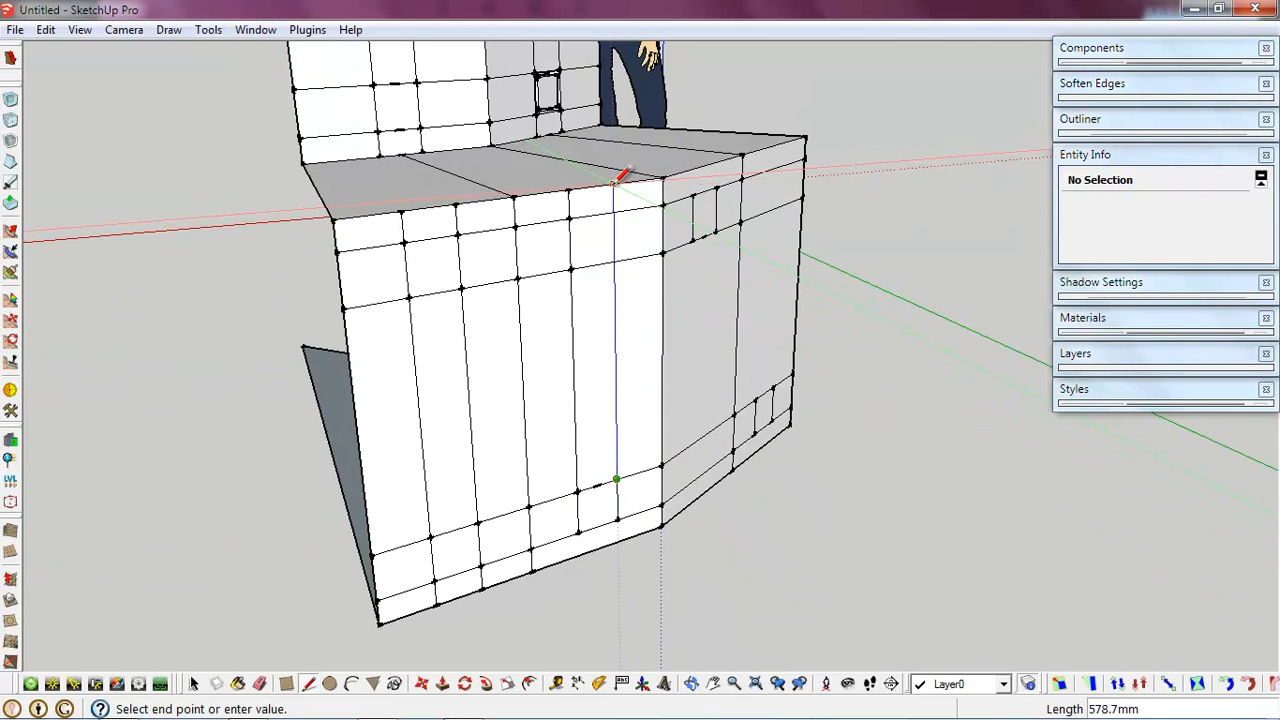 Untitled - SketchUp Pro
File Edit View Camera Draw Tools Window Plugins Help
Components
Soften Edges
Outliner
Entity Info
No Selection
Shadow Settings
Materials
Layers
Styles
LVL
Layer0
Select end point or enter value.
Length 578.7mm